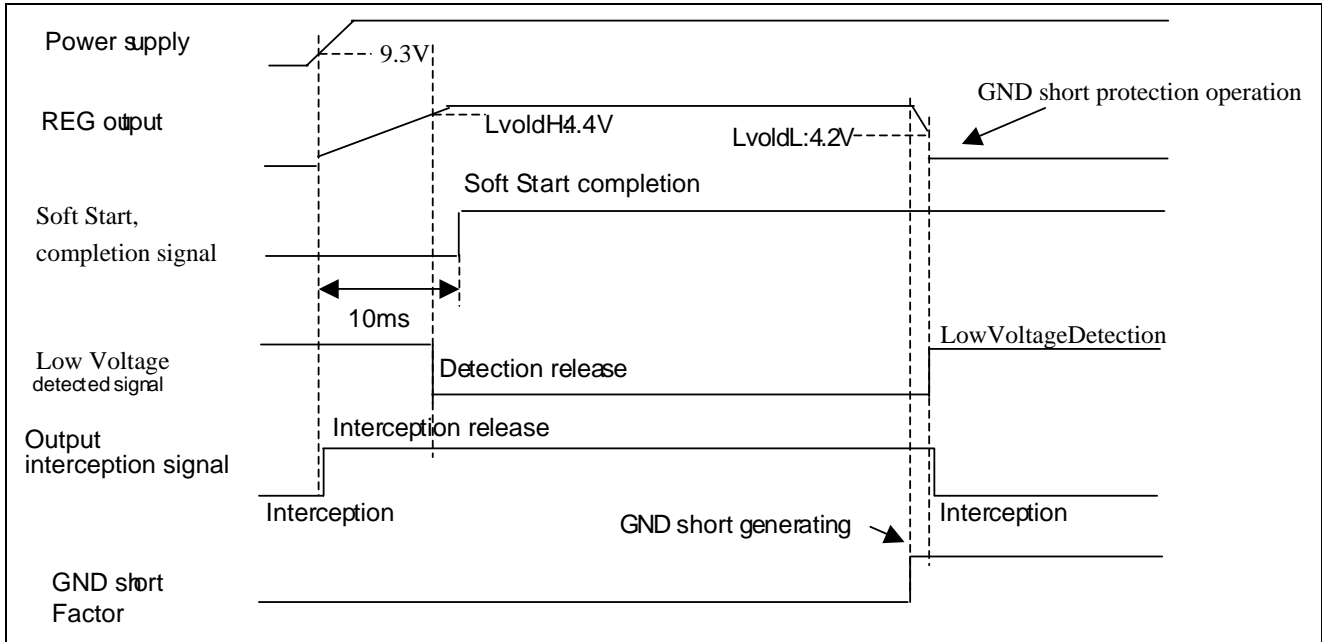 Power supply
9.3V
GND short protection operation
REG output
LvoldH4.4V
LvoldL:4.2V
Soft Start completion
Soft Start,
completion signal
10ms
LowVoltageDetection
Low Voltage
detected signal
Detection release
Output
interception signal
Interception release
Interception
Interception
GND short generating
GND short
Factor